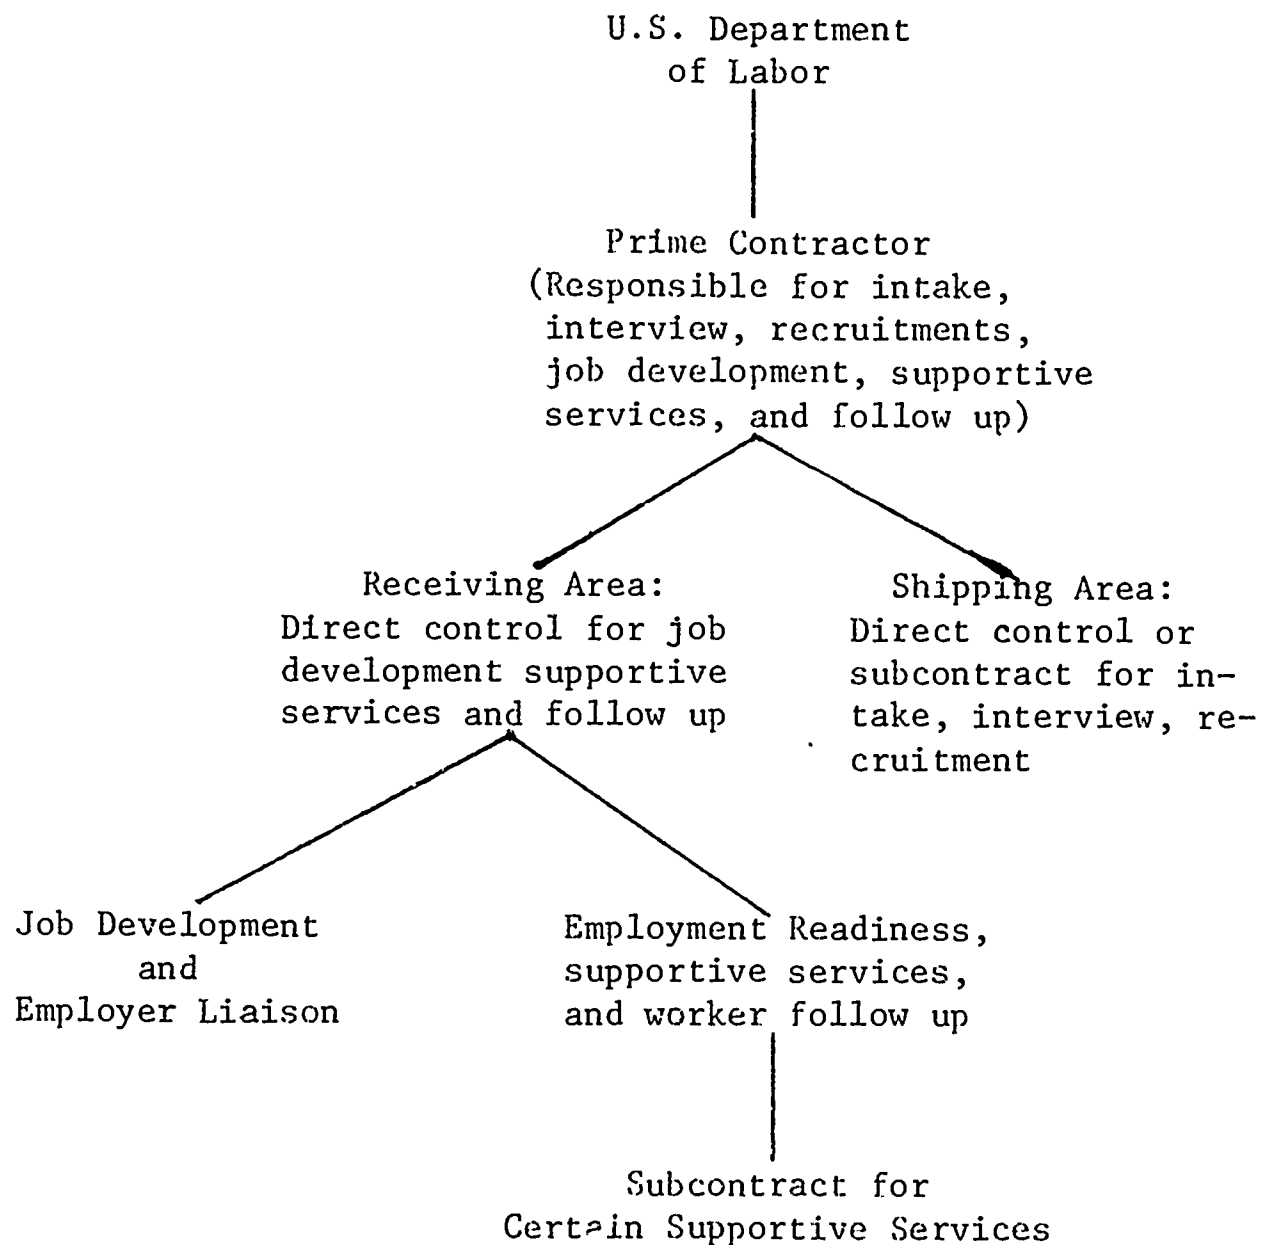 U.S. Department
of Labor
Prime Contractor
(Responsible for intake,
interview, recruitments,
job development, supportive
services, and follow up)
Receiving Area:
Direct control for job
development supportive
services and follow up
Shipping Area:
Direct control or
subcontract for in-
take, interview, re-
cruitment
Job Development
and
Employer Liaison
Employment Readiness,
supportive services,
and worker follow up
Subcontract for
Certain Supportive Services